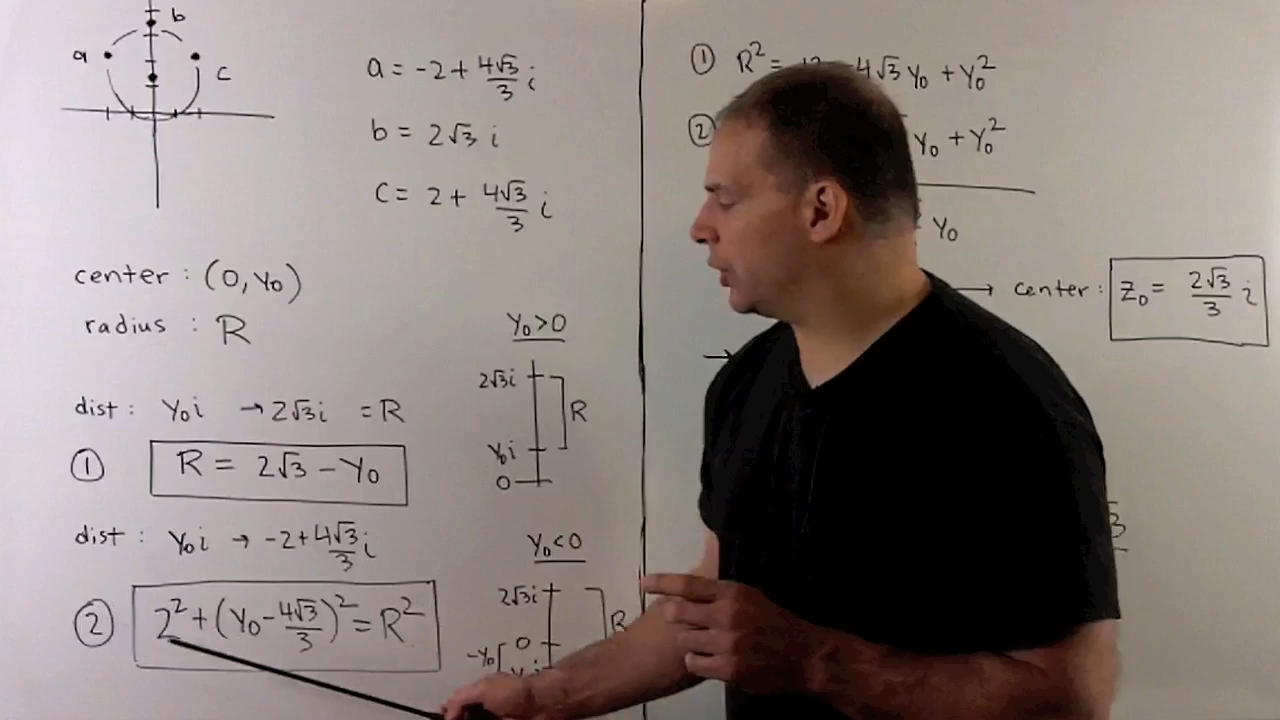 b
a
c
a = -2 + 4√3/3 i
b = 2√3 i
c = 2 + 4√3/3 i
center : (0, y₀)
radius : R
dist : y₀i → 2√3i = R
① R = 2√3 - y₀
dist : y₀i → -2+4√3/3 i
② 2² + (y₀ - 4√3/3)² = R²
y₀>0
2√3i
R
y₀i
0
y₀<0
2√3i
R
0
-y₀
① R² = 4√3 y₀ + y₀²
② y₀ + y₀²
y₀
→ center : z₀ = 2√3/3 i
→